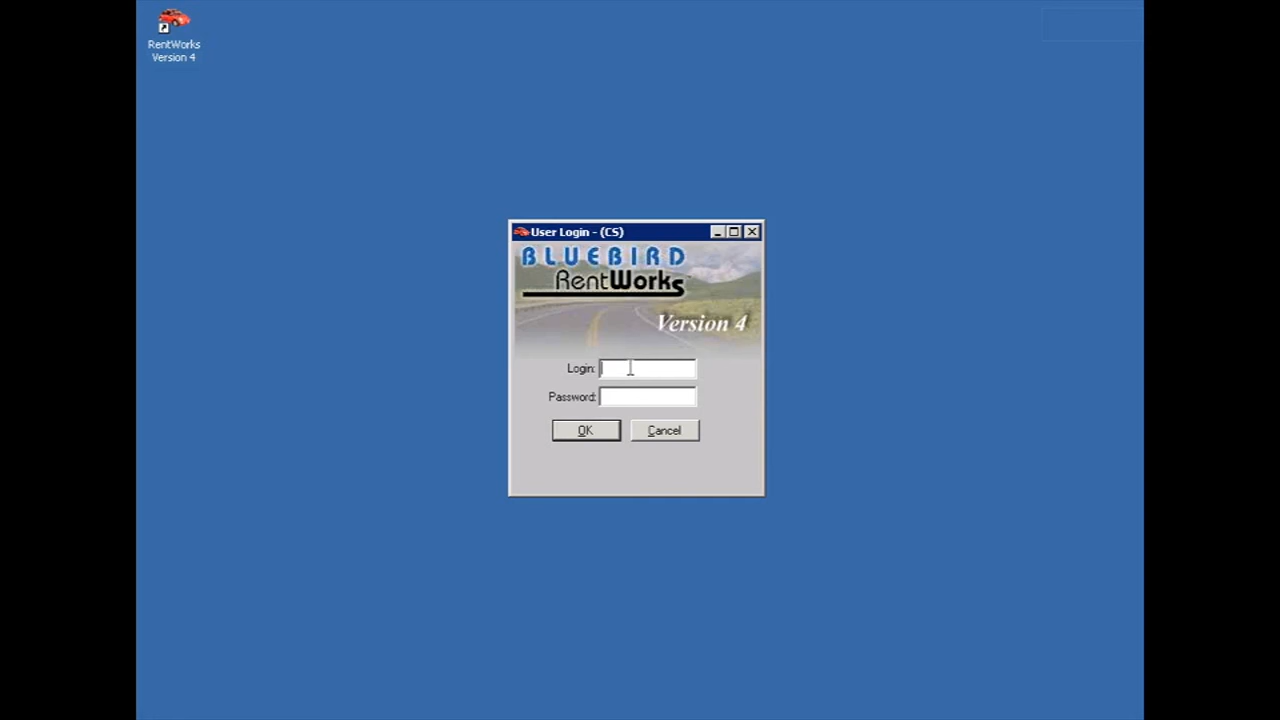 RentWorks
Version 4
User Login - (CS)
BLUEBIRD
RentWorks
Version 4
Login:
Password:
OK
Cancel